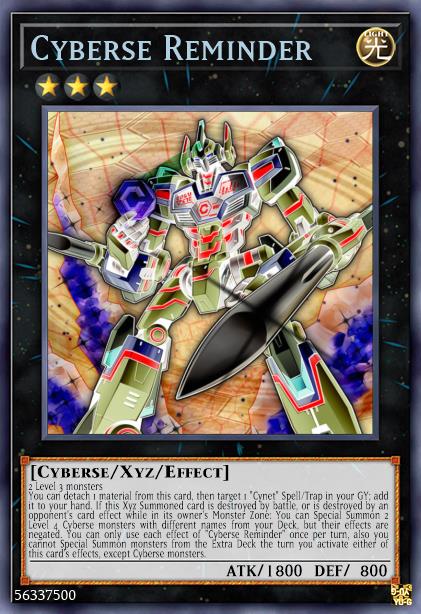 CYBERSE REMINDER
LIGHT
光
[CYBERSE/XYZ/EFFECT]
2 Level 3 monsters
You can detach 1 material from this card, then target 1 "Cynet" Spell/Trap in your GY; add
it to your hand. If this Xyz Summoned card is destroyed by battle, or is destroyed by an
opponent's card effect while in its owner's Monster Zone: You can Special Summon 2
Level 4 Cyberse monsters with different names from your Deck, but their effects are
negated. You can only use each effect of "Cyberse Reminder" once per turn, also you
cannot Special Summon monsters from the Extra Deck the turn you activate either of
this card's effects, except Cyberse monsters.
ATK/1800 DEF/ 800
56337500